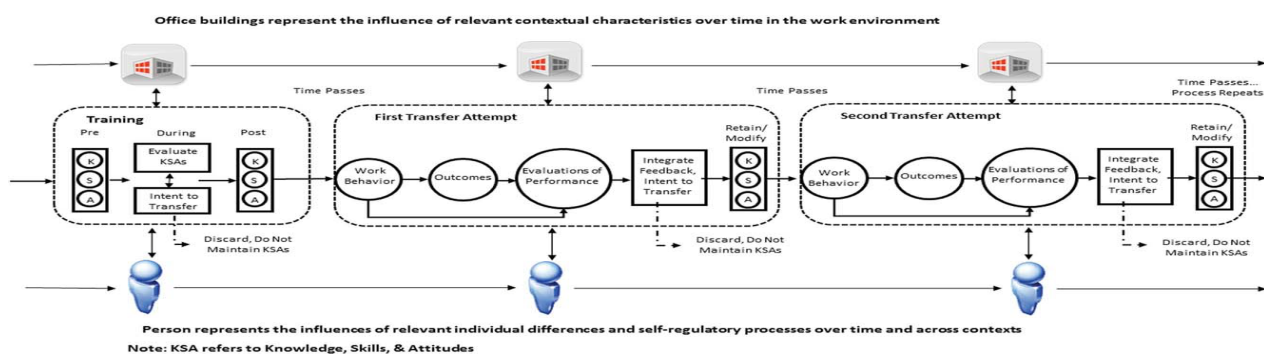 Office buildings represent the influence of relevant contextual characteristics over time in the work environment
Time Passes
Time Passes
Time Passes...
Process Repeats
Training
Pre
During
Post
K
S
A
Evaluate
KSAs
Intent to
Transfer
K
S
A
Discard, Do Not
Maintain KSAs
First Transfer Attempt
Work
Behavior
Outcomes
Evaluations of
Performance
Integrate
Feedback,
Intent to
Transfer
Retain/
Modify
K
S
A
Discard, Do Not
Maintain KSAs
Second Transfer Attempt
Work
Behavior
Outcomes
Evaluations of
Performance
Integrate
Feedback,
Intent to
Transfer
Retain/
Modify
K
S
A
Discard, Do Not
Maintain KSAs
Person represents the influences of relevant individual differences and self-regulatory processes over time and across contexts
Note: KSA refers to Knowledge, Skills, & Attitudes